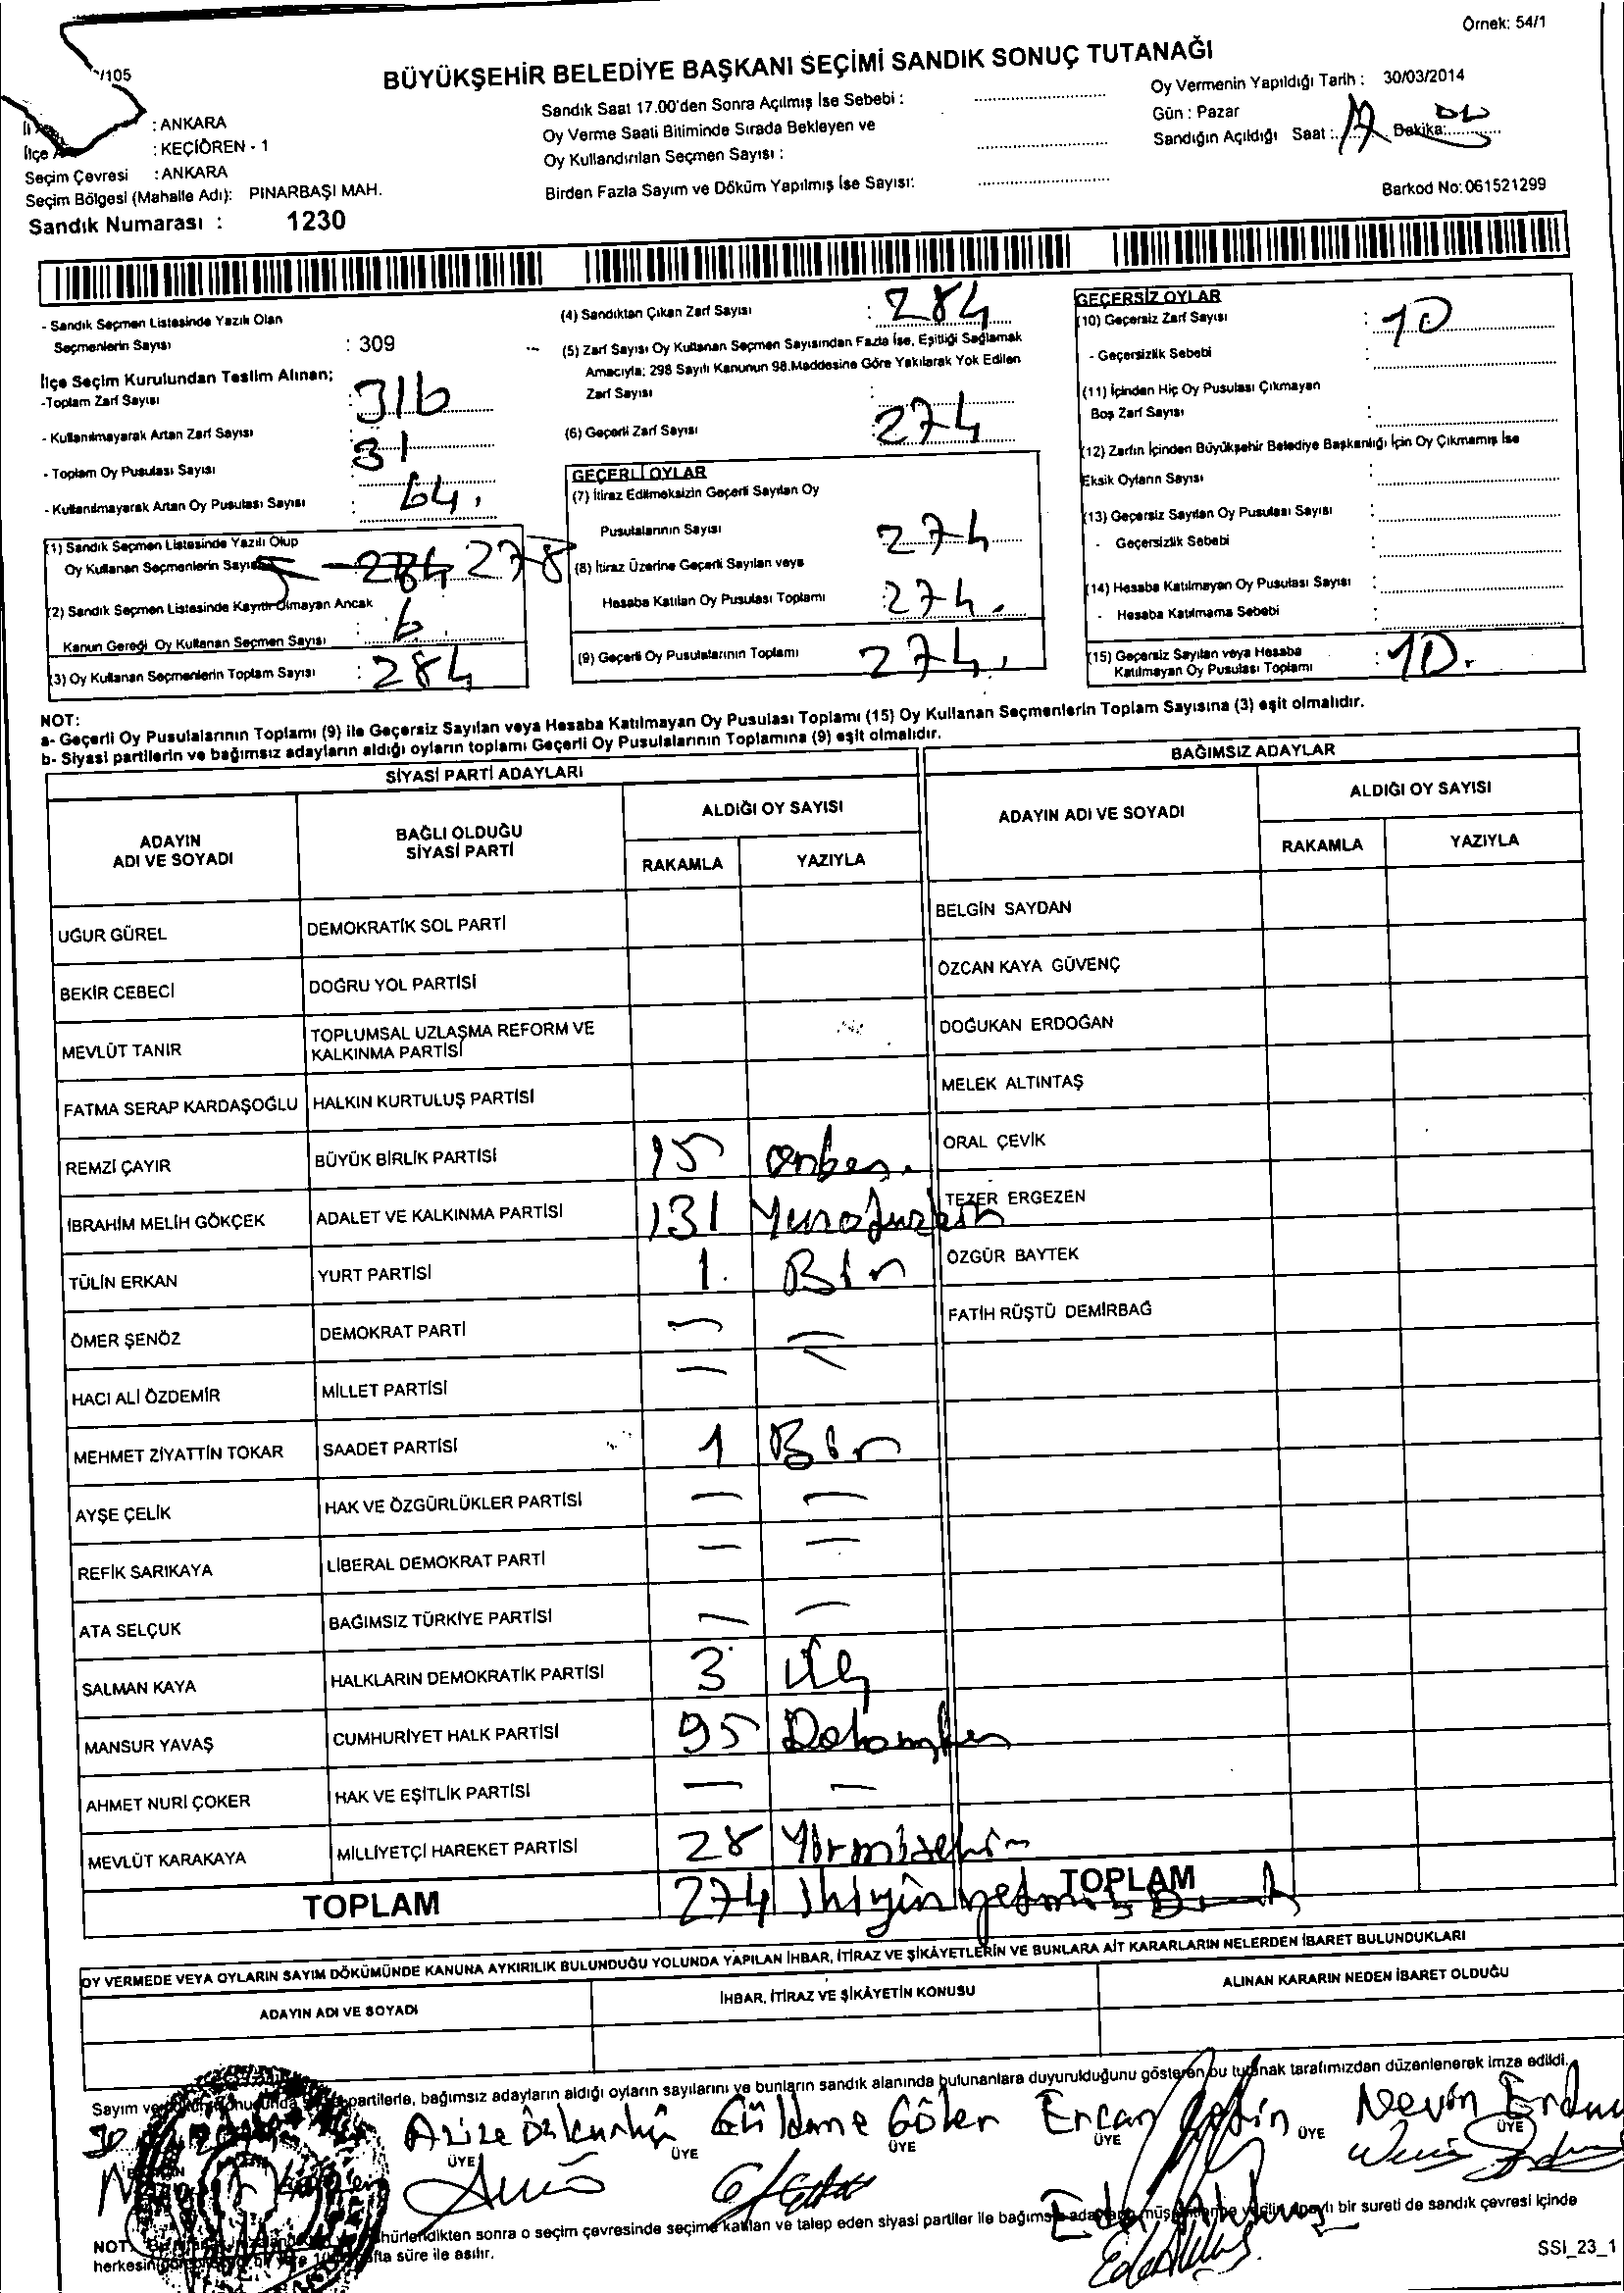 Örnek: 54/1
/105
BÜYÜKŞEHİR BELEDİYE BAŞKANI SEÇİMİ SANDIK SONUÇ TUTANAĞI
: ANKARA
İlçe : KEÇİÖREN - 1
Seçim Çevresi : ANKARA
Seçim Bölgesi (Mahalle Adı): PINARBAŞI MAH.
Sandık Numarası : 1230
Sandık Saat 17.00'den Sonra Açılmış İse Sebebi :
Oy Verme Saati Bitiminde Sırada Bekleyen ve
Oy Kullandırılan Seçmen Sayısı :
Birden Fazla Sayım ve Döküm Yapılmış İse Sayısı:
Oy Vermenin Yapıldığı Tarih : 30/03/2014
Gün : Pazar
Sandığın Açıldığı Saat : 17 Dakika:
Barkod No: 061521299
- Sandık Seçmen Listesinde Yazılı Olan
Seçmenlerin Sayısı : 309
İlçe Seçim Kurulundan Teslim Alınan;
-Toplam Zarf Sayısı : 316
- Kullanılmayarak Artan Zarf Sayısı : 31
- Toplam Oy Pusulası Sayısı :
- Kullanılmayarak Artan Oy Pusulası Sayısı : 64.
(1) Sandık Seçmen Listesinde Yazılı Olup
Oy Kullanan Seçmenlerin Sayısı 284 278
(2) Sandık Seçmen Listesinde Kayıtlı Olmayan Ancak
Kanun Gereği Oy Kullanan Seçmen Sayısı : 6
(3) Oy Kullanan Seçmenlerin Toplam Sayısı : 284
(4) Sandıktan Çıkan Zarf Sayısı : 284
(5) Zarf Sayısı Oy Kullanan Seçmen Sayısından Fazla İse, Eşitliği Sağlamak
Amacıyla; 298 Sayılı Kanunun 98.Maddesine Göre Yakılarak Yok Edilen
Zarf Sayısı :
(6) Geçerli Zarf Sayısı : 274
GEÇERLİ OYLAR
(7) İtiraz Edilmeksizin Geçerli Sayılan Oy
Pusulalarının Sayısı 274
(8) İtiraz Üzerine Geçerli Sayılan veya
Hesaba Katılan Oy Pusulası Toplamı : 274.
(9) Geçerli Oy Pusulalarının Toplamı 274.
GEÇERSİZ OYLAR
(10) Geçersiz Zarf Sayısı : 10
- Geçersizlik Sebebi :
(11) İçinden Hiç Oy Pusulası Çıkmayan
Boş Zarf Sayısı :
(12) Zarfın İçinden Büyükşehir Belediye Başkanlığı İçin Oy Çıkmamış İse
Eksik Oyların Sayısı :
(13) Geçersiz Sayılan Oy Pusulası Sayısı :
- Geçersizlik Sebebi :
(14) Hesaba Katılmayan Oy Pusulası Sayısı :
- Hesaba Katılmama Sebebi :
(15) Geçersiz Sayılan veya Hesaba
Katılmayan Oy Pusulası Toplamı : 10.
NOT:
a- Geçerli Oy Pusulalarının Toplamı (9) ile Geçersiz Sayılan veya Hesaba Katılmayan Oy Pusulası Toplamı (15) Oy Kullanan Seçmenlerin Toplam Sayısına (3) eşit olmalıdır.
b- Siyasi partilerin ve bağımsız adayların aldığı oyların toplamı Geçerli Oy Pusulalarının Toplamına (9) eşit olmalıdır.
SİYASİ PARTİ ADAYLARI
ADAYIN ADI VE SOYADI
BAĞLI OLDUĞU SİYASİ PARTİ
ALDIĞI OY SAYISI
RAKAMLA YAZIYLA
UĞUR GÜREL DEMOKRATİK SOL PARTİ
BEKİR CEBECİ DOĞRU YOL PARTİSİ
MEVLÜT TANIR TOPLUMSAL UZLAŞMA REFORM VE KALKINMA PARTİSİ
FATMA SERAP KARDAŞOĞLU HALKIN KURTULUŞ PARTİSİ
REMZİ ÇAYIR BÜYÜK BİRLİK PARTİSİ 15 onbeş.
İBRAHİM MELİH GÖKÇEK ADALET VE KALKINMA PARTİSİ 131
TÜLİN ERKAN YURT PARTİSİ 1. Bir
ÖMER ŞENÖZ DEMOKRAT PARTİ — —
HACI ALİ ÖZDEMİR MİLLET PARTİSİ — —
MEHMET ZİYATTİN TOKAR SAADET PARTİSİ 1 Bir
AYŞE ÇELİK HAK VE ÖZGÜRLÜKLER PARTİSİ — —
REFİK SARIKAYA LİBERAL DEMOKRAT PARTİ — —
ATA SELÇUK BAĞIMSIZ TÜRKİYE PARTİSİ — —
SALMAN KAYA HALKLARIN DEMOKRATİK PARTİSİ 3 Üç
MANSUR YAVAŞ CUMHURİYET HALK PARTİSİ 95
AHMET NURİ ÇOKER HAK VE EŞİTLİK PARTİSİ — —
MEVLÜT KARAKAYA MİLLİYETÇİ HAREKET PARTİSİ 28 Yirmisekiz
TOPLAM 274
BAĞIMSIZ ADAYLAR
ADAYIN ADI VE SOYADI
ALDIĞI OY SAYISI
RAKAMLA YAZIYLA
BELGİN SAYDAN
ÖZCAN KAYA GÜVENÇ
DOĞUKAN ERDOĞAN
MELEK ALTINTAŞ
ORAL ÇEVİK
TEZER ERGEZEN
ÖZGÜR BAYTEK
FATİH RÜŞTÜ DEMİRBAĞ
TOPLAM
OY VERMEDE VEYA OYLARIN SAYIM DÖKÜMÜNDE KANUNA AYKIRILIK BULUNDUĞU YOLUNDA YAPILAN İHBAR, İTİRAZ VE ŞİKÂYETLERİN VE BUNLARA AİT KARARLARIN NELERDEN İBARET BULUNDUKLARI
ADAYIN ADI VE SOYADI
İHBAR, İTİRAZ VE ŞİKÂYETİN KONUSU
ALINAN KARARIN NEDEN İBARET OLDUĞU
Sayım partilerle, bağımsız adayların aldığı oyların sayılarını ve bunların sandık alanında bulunanlara duyurulduğunu gösteren bu tutanak tarafımızdan düzenlenerek imza edildi.
Azize Güldane Göler Ercan Nevin
ÜYE ÜYE ÜYE ÜYE ÜYE ÜYE
NOT: sonra o seçim çevresinde seçime katılan ve talep eden siyasi partiler ile bağımsız bir sureti de sandık çevresi içinde
süre ile asılır.
SSI_23_1